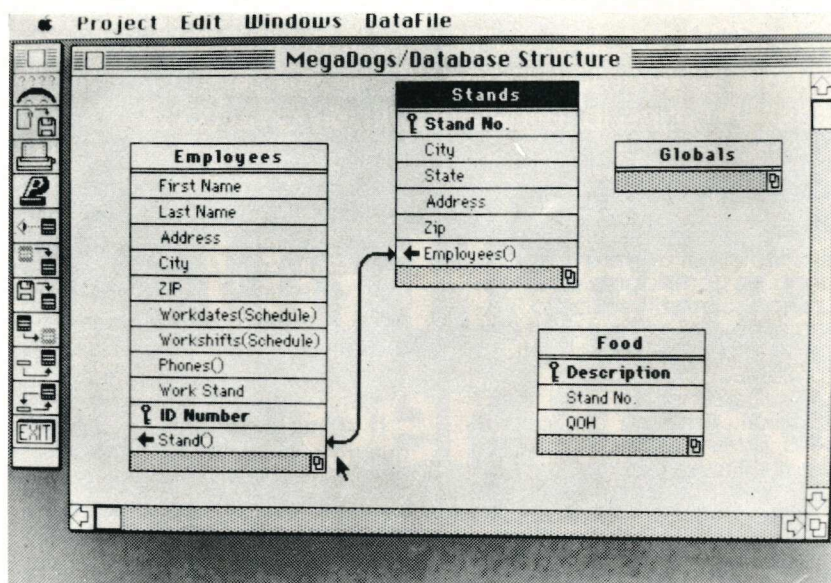 Project Edit Windows DataFile
MegaDogs/Database Structure
Employees
First Name
Last Name
Address
City
ZIP
Workdates(Schedule)
Workshifts(Schedule)
Phones()
Work Stand
ID Number
Stand()
Stands
Stand No.
City
State
Address
Zip
Employees()
Globals
Food
Description
Stand No.
QOH
EXIT